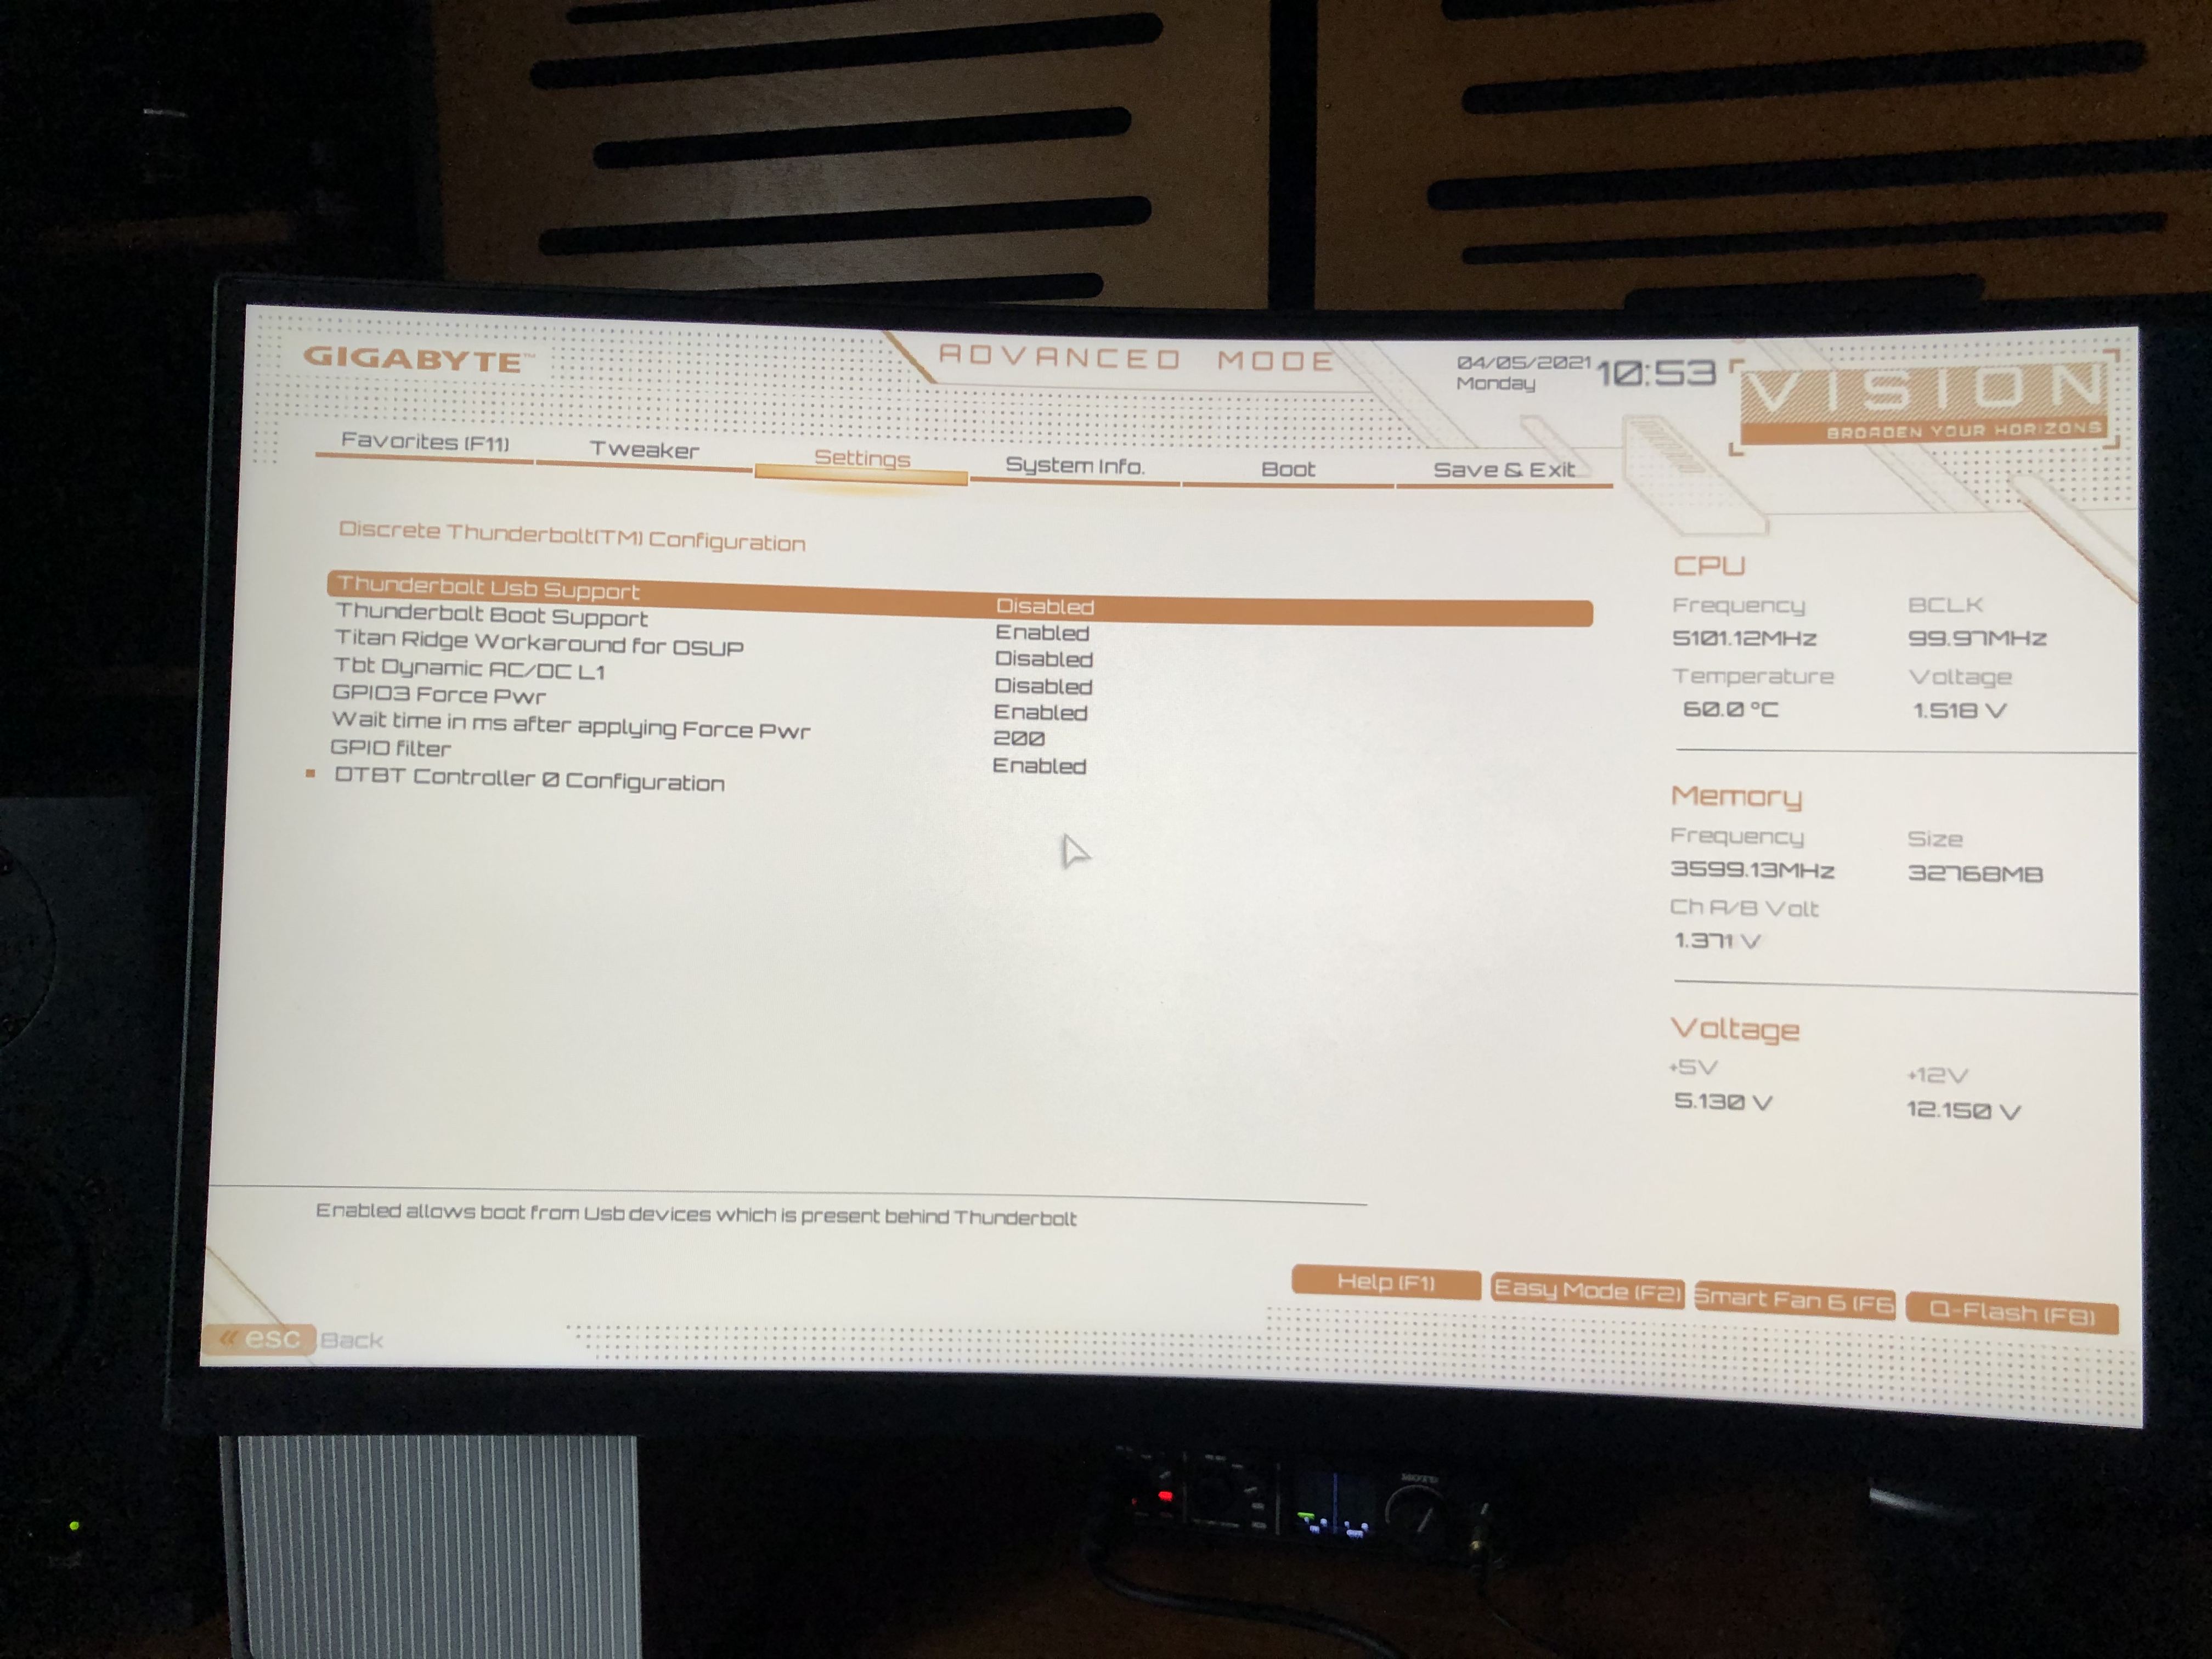 GIGABYTE™
ADVANCED MODE
04/05/2021
Monday
10:53
VISION
BROADEN YOUR HORIZONS
Favorites (F11)
Tweaker
Settings
System Info.
Boot
Save & Exit
Discrete Thunderbolt(TM) Configuration
Thunderbolt Usb Support Disabled
Thunderbolt Boot Support Enabled
Titan Ridge Workaround for OSUP Disabled
Tbt Dynamic AC/DC L1 Disabled
GPIO3 Force Pwr Enabled
Wait time in ms after applying Force Pwr 200
GPIO filter Enabled
DTBT Controller 0 Configuration
CPU
Frequency BCLK
5101.12MHz 99.97MHz
Temperature Voltage
60.0 °C 1.518 V
Memory
Frequency Size
3599.13MHz 32768MB
Ch A/B Volt
1.371 V
Voltage
+5V +12V
5.130 V 12.150 V
Enabled allows boot from Usb devices which is present behind Thunderbolt
Help (F1)
Easy Mode (F2)
Smart Fan 6 (F6
Q-Flash (F8)
« esc Back
MOTU